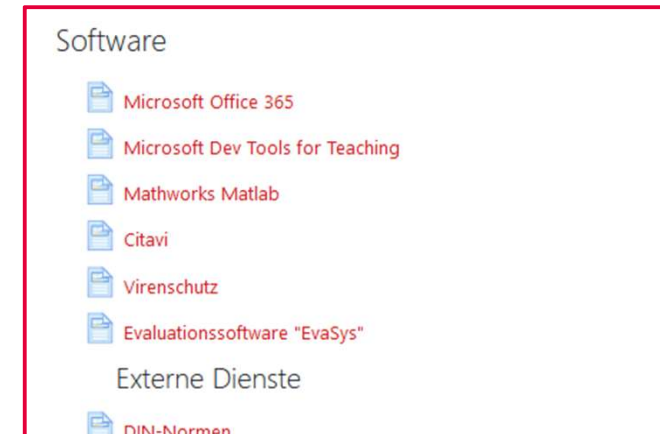 Software
Microsoft Office 365
Microsoft Dev Tools for Teaching
Mathworks Matlab
Citavi
Virenschutz
Evaluationssoftware "EvaSys"
Externe Dienste
DIN-Normen